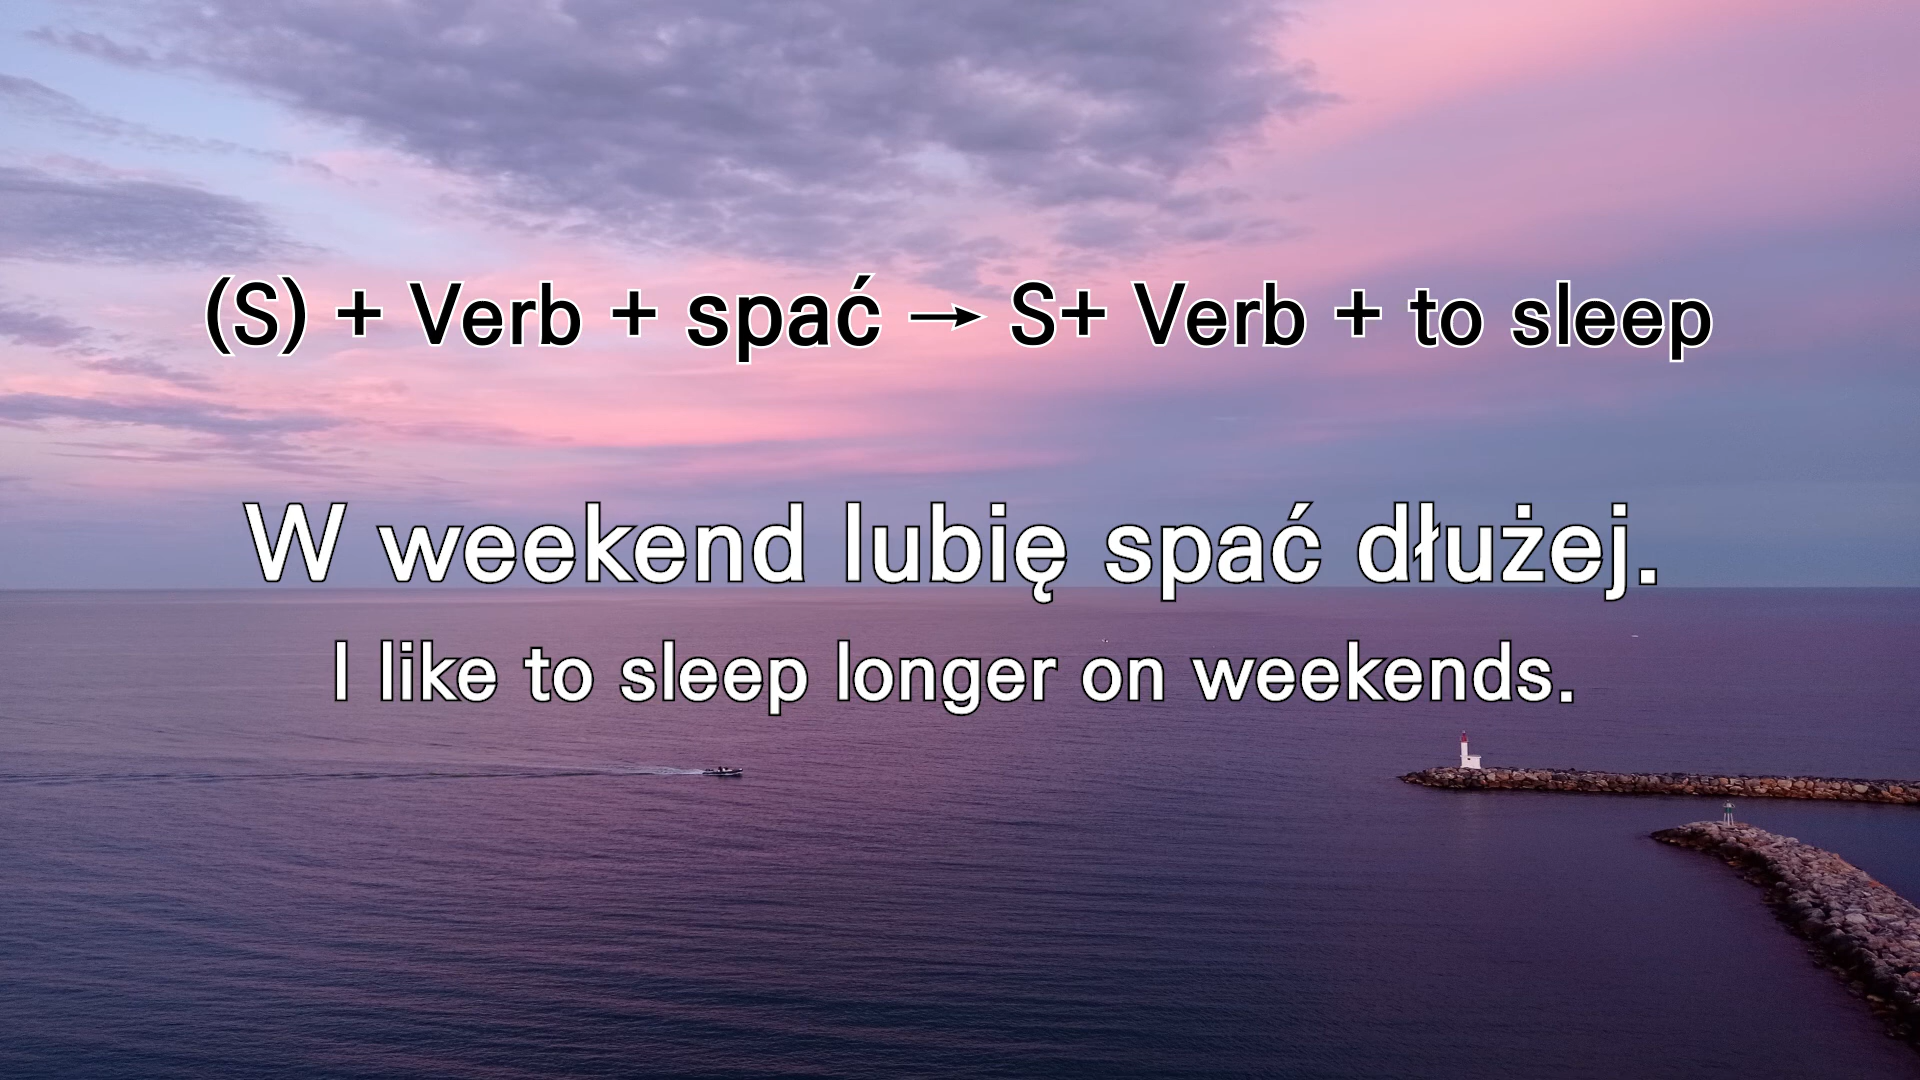 (S) + Verb + spać → S+ Verb + to sleep
W weekend lubię spać dłużej.
I like to sleep longer on weekends.